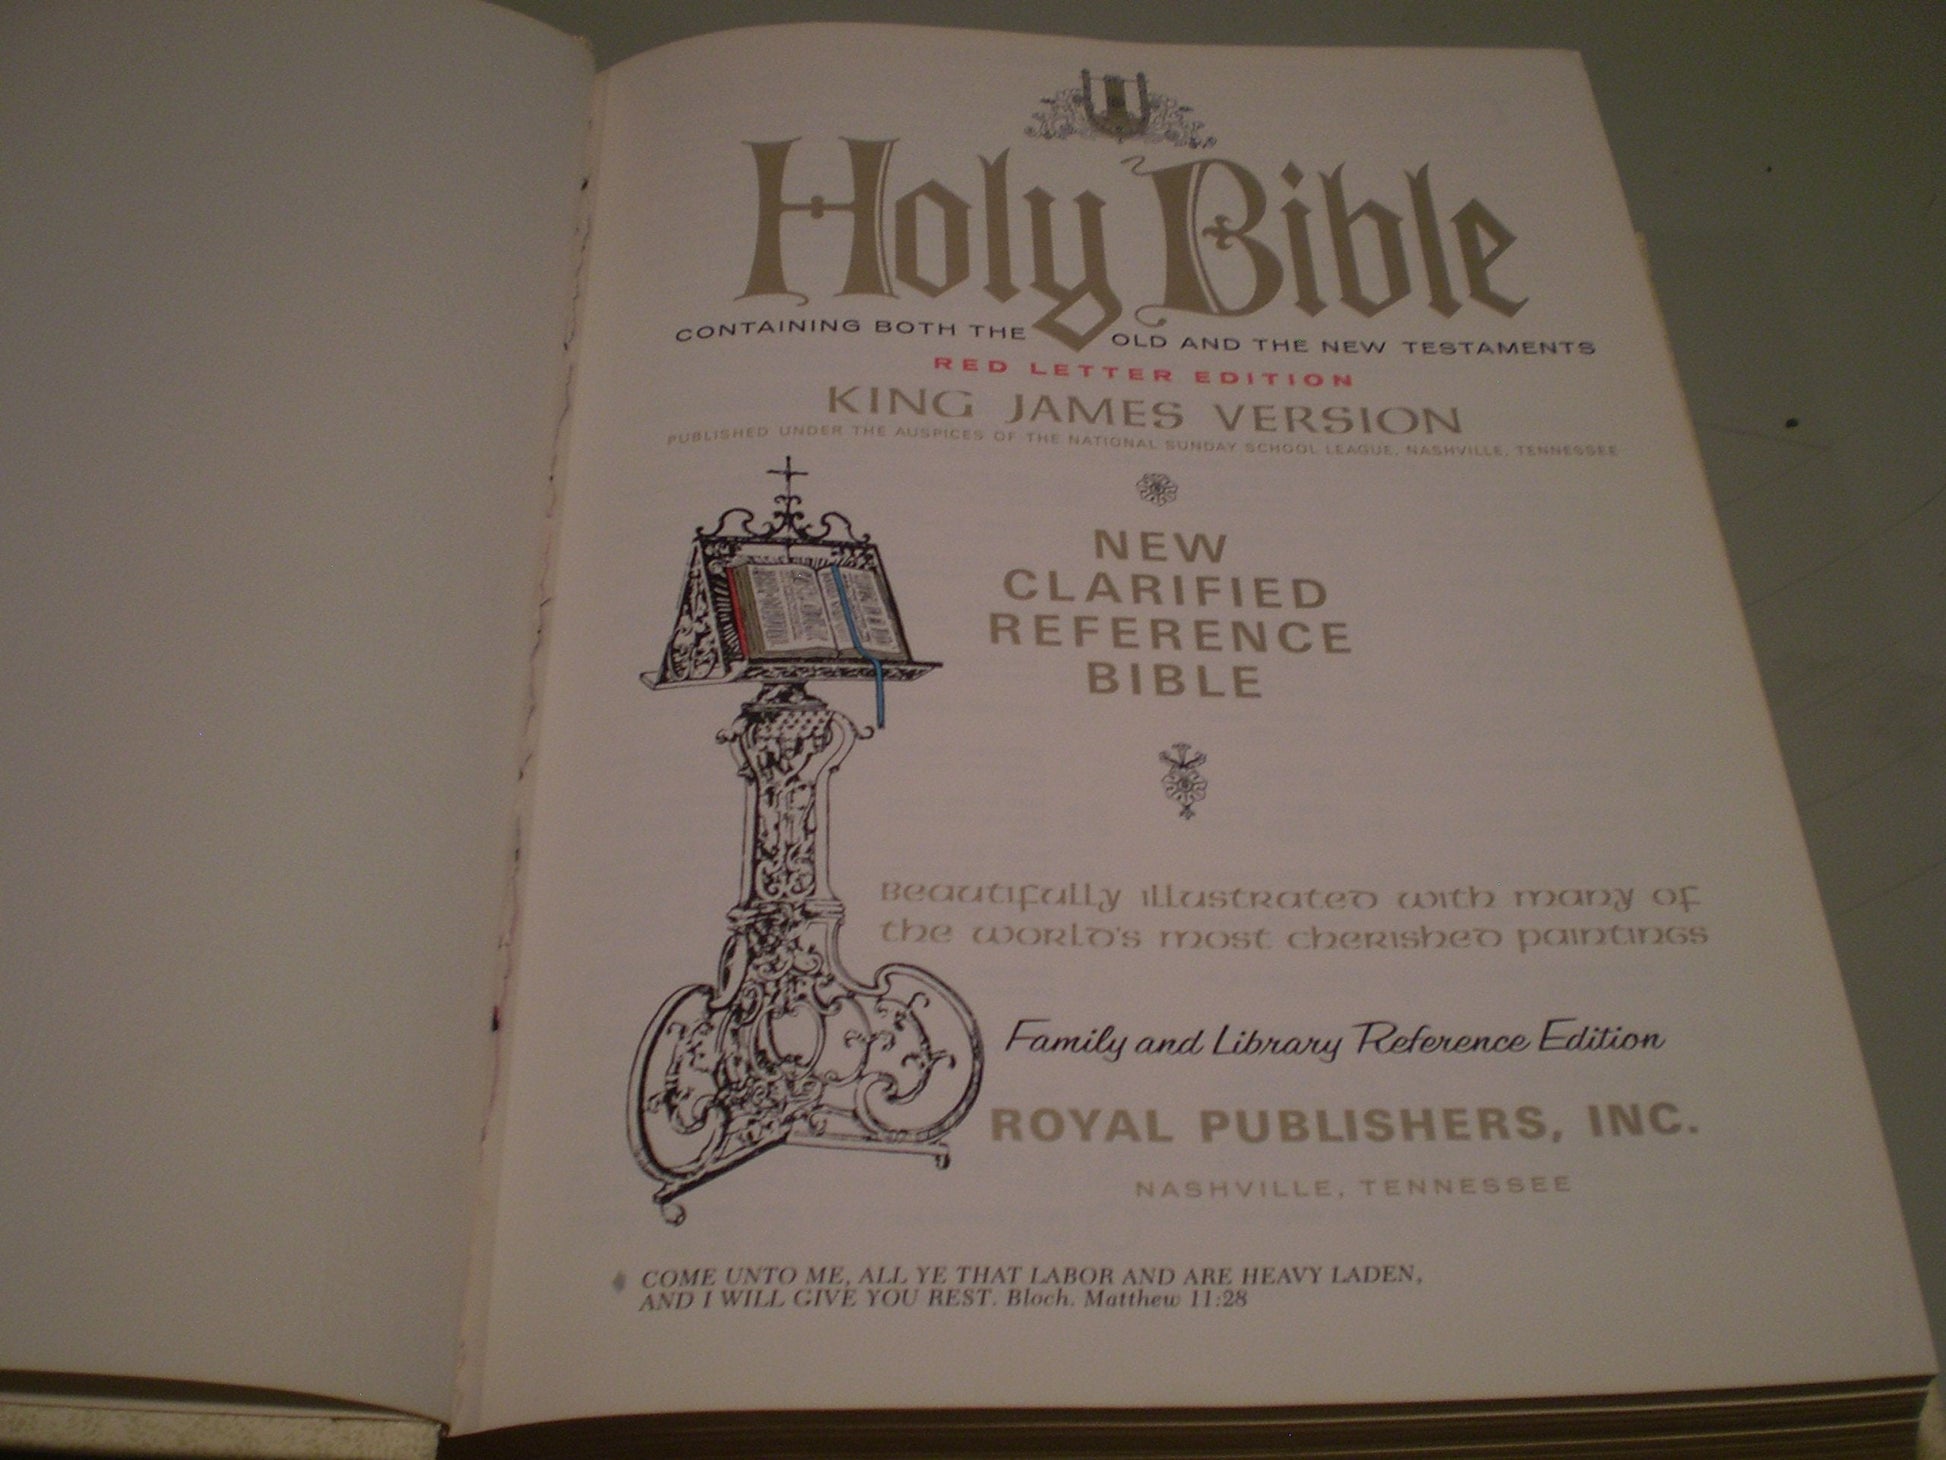 Holy Bible
CONTAINING BOTH THE OLD AND THE NEW TESTAMENTS
RED LETTER EDITION
KING JAMES VERSION
PUBLISHED UNDER THE AUSPICES OF THE NATIONAL SUNDAY SCHOOL LEAGUE, NASHVILLE, TENNESSEE
NEW
CLARIFIED
REFERENCE
BIBLE
Beautifully illustrated with many of
the world's most cherished paintings
Family and Library Reference Edition
ROYAL PUBLISHERS, INC.
NASHVILLE, TENNESSEE
COME UNTO ME, ALL YE THAT LABOR AND ARE HEAVY LADEN,
AND I WILL GIVE YOU REST. Bloch. Matthew 11:28